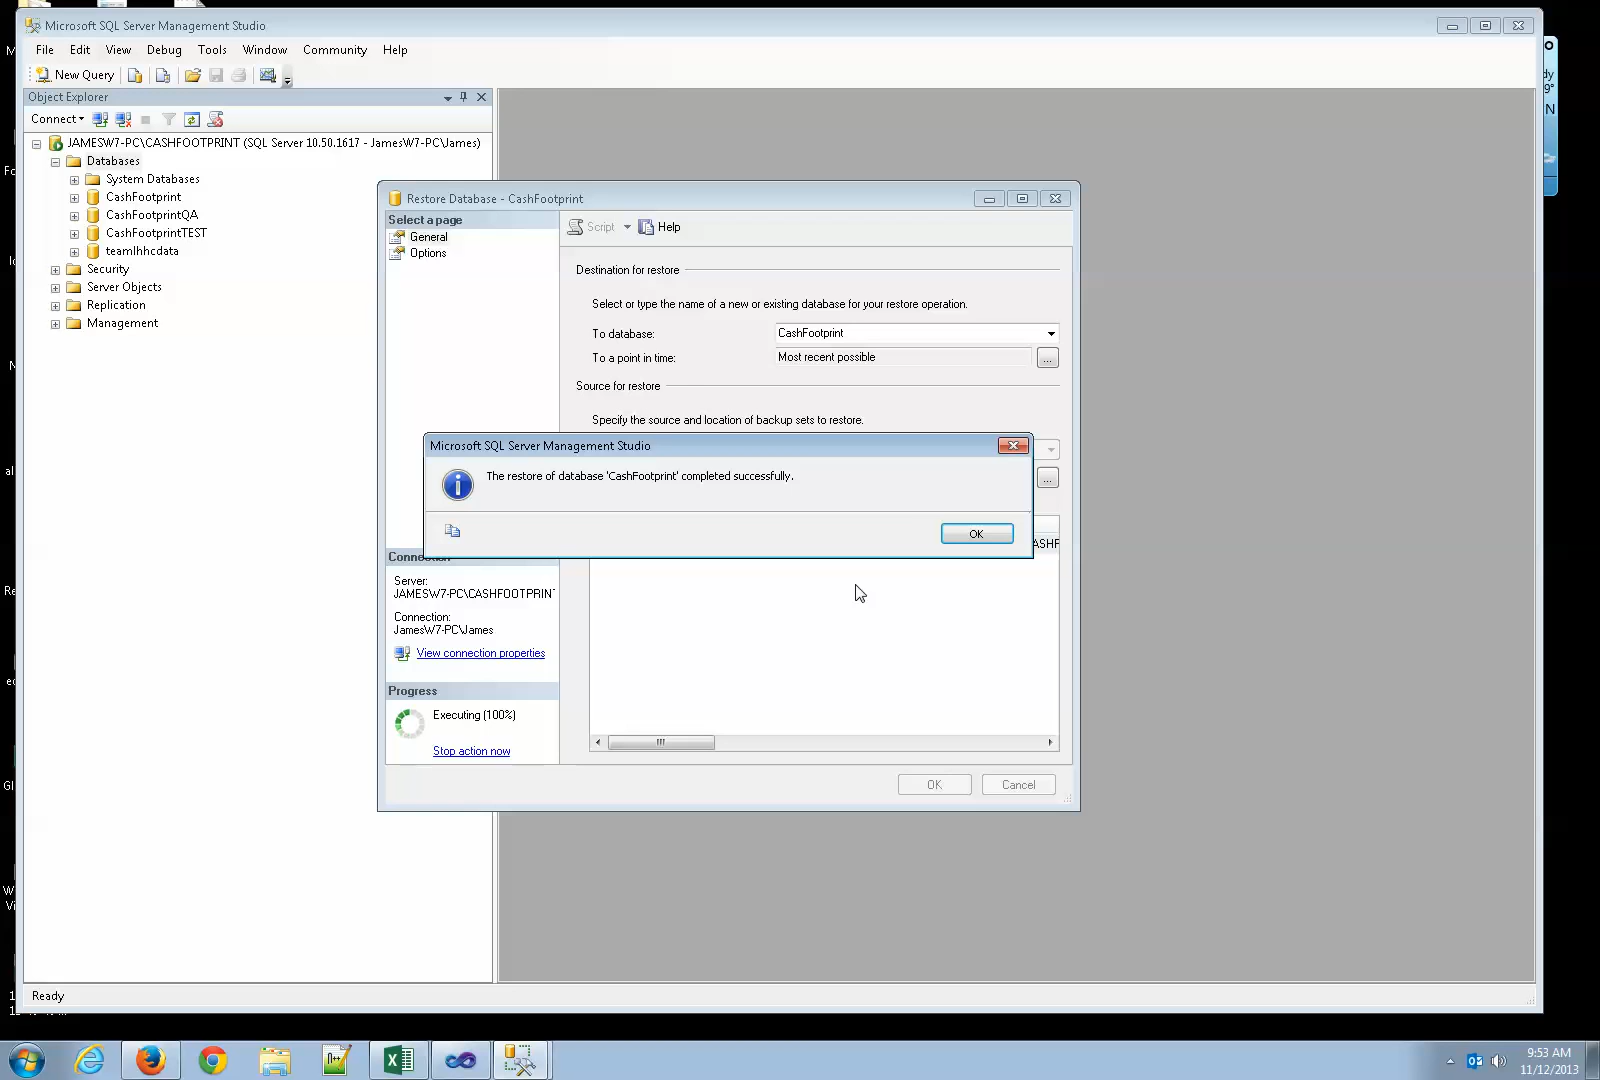 Microsoft SQL Server Management Studio
File Edit View Debug Tools Window Community Help
New Query
Object Explorer
Connect
JAMESW7-PC\CASHFOOTPRINT (SQL Server 10.50.1617 - JamesW7-PC\James)
Databases
System Databases
CashFootprint
CashFootprintQA
CashFootprintTEST
teamlhhcdata
Security
Server Objects
Replication
Management
Restore Database - CashFootprint
Select a page
General
Options
Script Help
Destination for restore
Select or type the name of a new or existing database for your restore operation.
To database: CashFootprint
To a point in time: Most recent possible
...
Source for restore
Specify the source and location of backup sets to restore.
...
Microsoft SQL Server Management Studio
The restore of database 'CashFootprint' completed successfully.
OK
Server:
JAMESW7-PC\CASHFOOTPRINT
Connection:
JamesW7-PC\James
View connection properties
Progress
Executing (100%)
Stop action now
OK Cancel
Ready
9:53 AM
11/12/2013